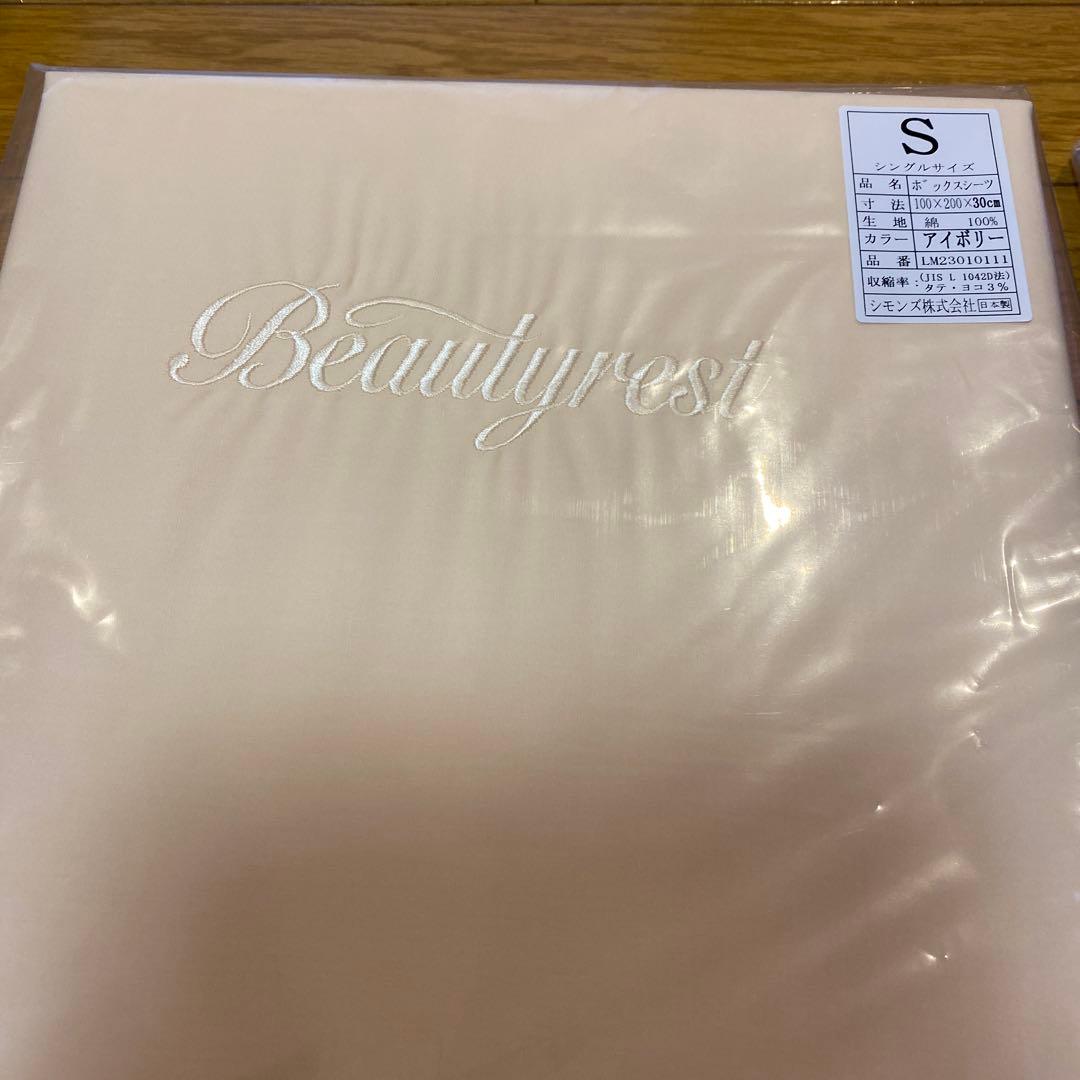 S
シングルサイズ
品 名 ボックスシーツ
寸 法 100×200×30cm
生 地 綿 100%
カラー アイボリー
品 番 LM23010111
収縮率:(JIS L 1042D法)
タテ・ヨコ3%
シモンズ株式会社 日本製
Beautyrest